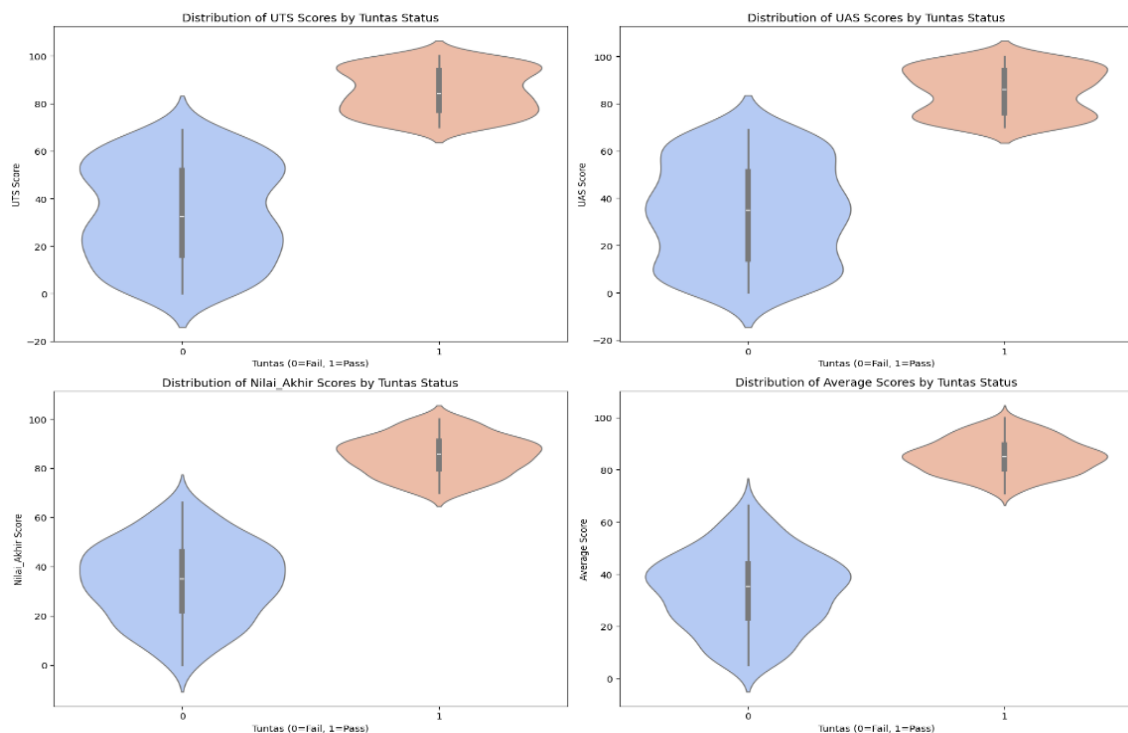 Distribution of UTS Scores by Tuntas Status
UTS Score
100
80
60
40
20
0
−20
0
1
Tuntas (0=Fail, 1=Pass)
Distribution of UAS Scores by Tuntas Status
UAS Score
100
80
60
40
20
0
−20
0
1
Tuntas (0=Fail, 1=Pass)
Distribution of Nilai_Akhir Scores by Tuntas Status
Nilai_Akhir Score
100
80
60
40
20
0
0
1
Tuntas (0=Fail, 1=Pass)
Distribution of Average Scores by Tuntas Status
Average Score
100
80
60
40
20
0
0
1
Tuntas (0=Fail, 1=Pass)